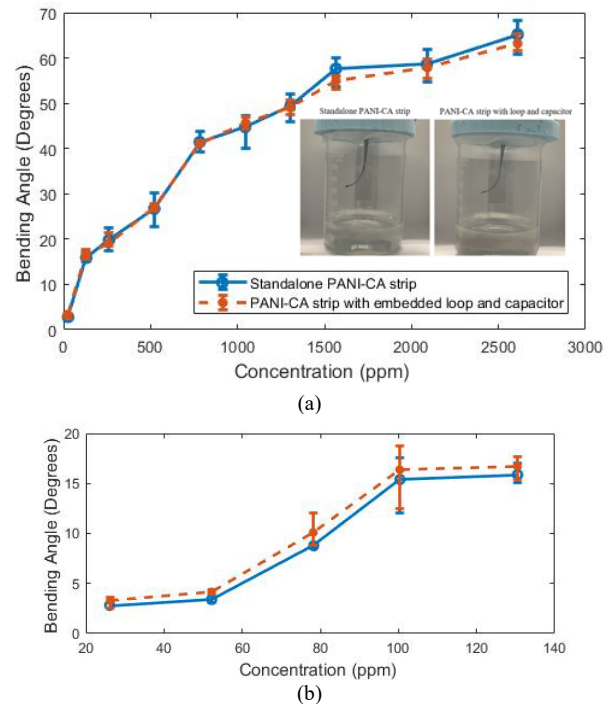 70
60
50
40
30
20
10
0
Bending Angle (Degrees)
Standalone PANI-CA strip
PANI-CA strip with loop and capacitor
Standalone PANI-CA strip
PANI-CA strip with embedded loop and capacitor
0
500
1000
1500
2000
2500
3000
Concentration (ppm)
(a)
20
15
10
5
0
Bending Angle (Degrees)
20
40
60
80
100
120
140
Concentration (ppm)
(b)